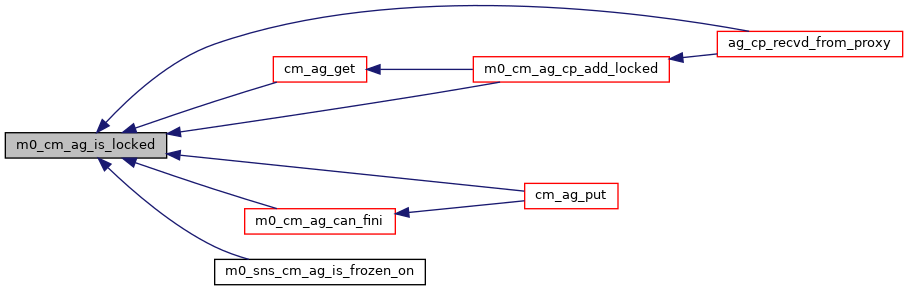 ag_cp_recvd_from_proxy
cm_ag_get
m0_cm_ag_cp_add_locked
m0_cm_ag_is_locked
cm_ag_put
m0_cm_ag_can_fini
m0_sns_cm_ag_is_frozen_on